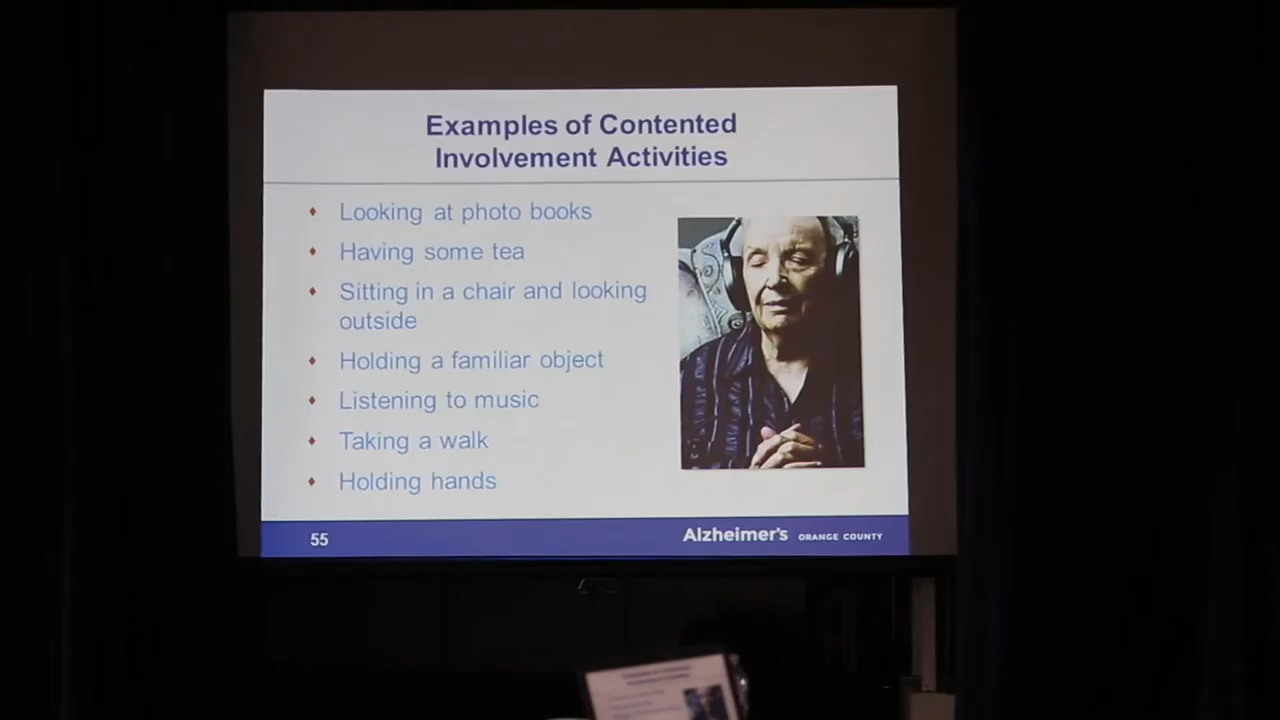 Examples of Contented
Involvement Activities
Looking at photo books
Having some tea
Sitting in a chair and looking
outside
Holding a familiar object
Listening to music
Taking a walk
Holding hands
55
Alzheimer's ORANGE COUNTY